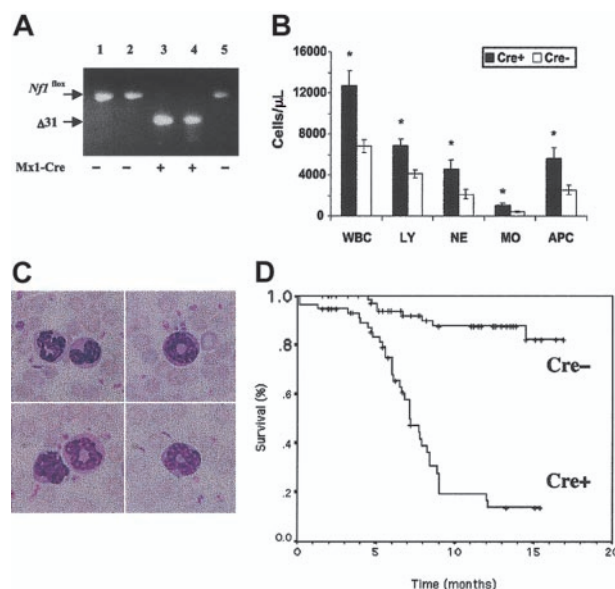 A
1 2 3 4 5
Nf1 flox
Δ31
Mx1-Cre − − + + −
B
Cells/μL
16000
12000
8000
4000
0
Cre+ Cre-
* * * * *
WBC LY NE MO APC
C
D
Survival (%)
1.0
.8
.6
.4
.2
0.0
Cre−
Cre+
0 5 10 15 20
Time (months)